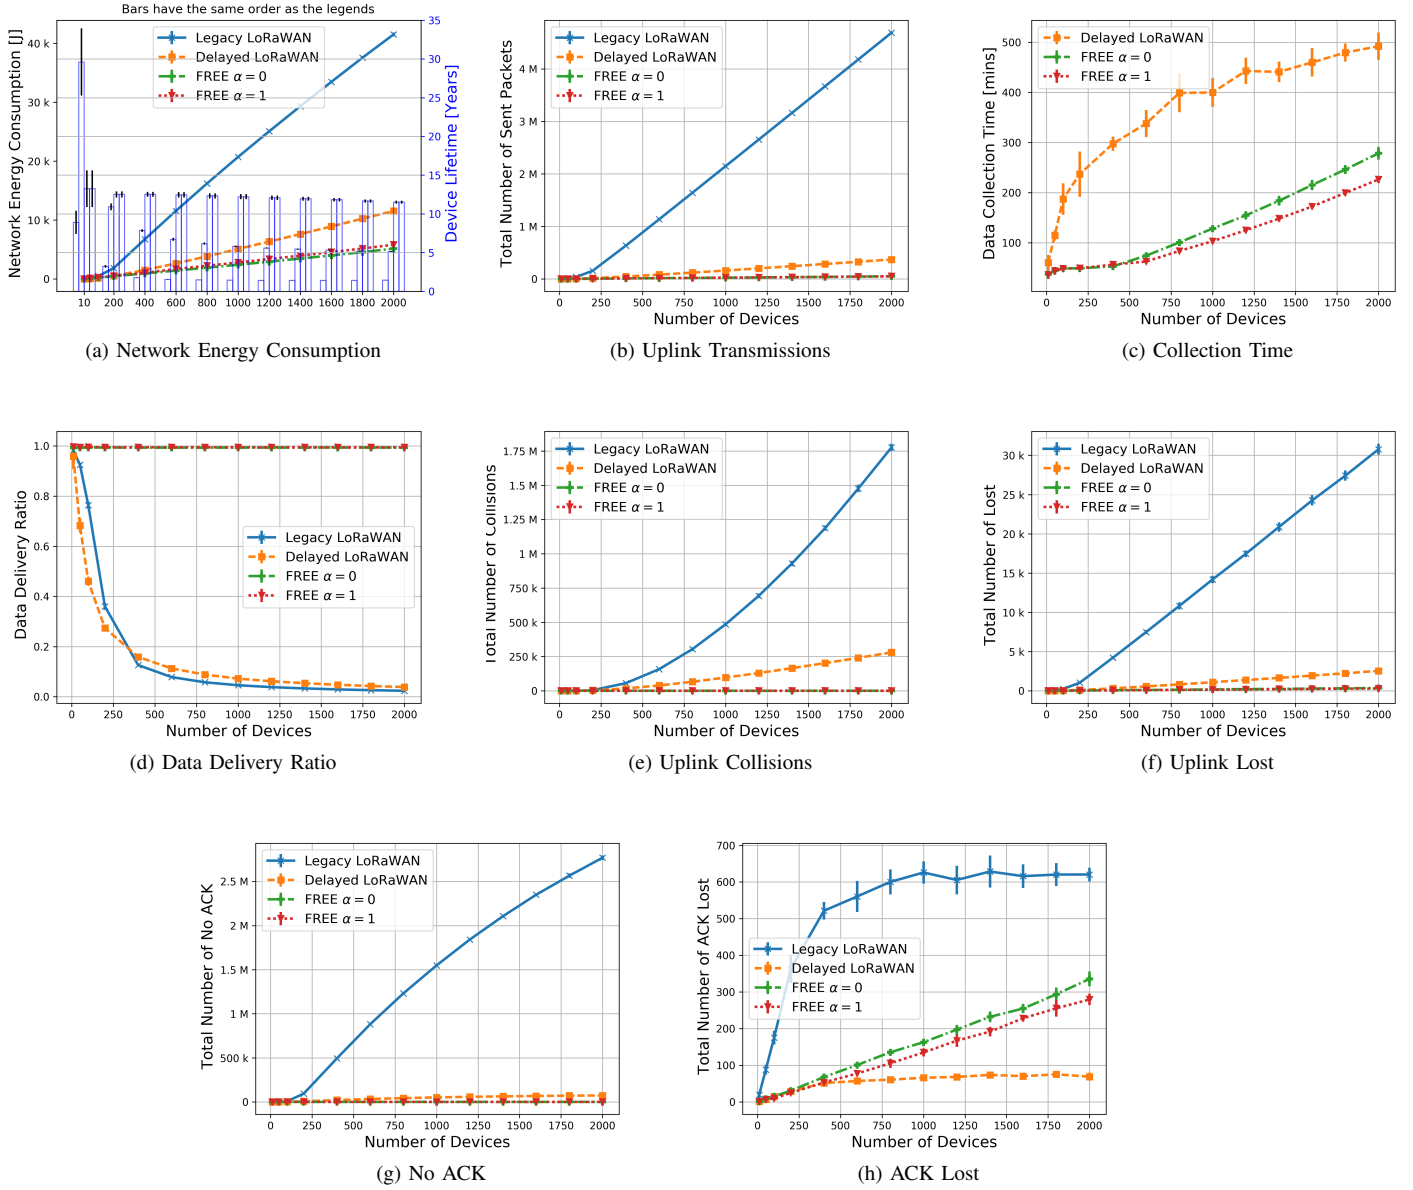 Bars have the same order as the legends
Network Energy Consumption [J]
40 k
30 k
20 k
10 k
0
Legacy LoRaWAN
Delayed LoRaWAN
FREE α = 0
FREE α = 1
35
30
25
20
15
10
5
0
Device Lifetime [Years]
10 200 400 600 800 1000 1200 1400 1600 1800 2000
Number of Devices
(a) Network Energy Consumption
Total Number of Sent Packets
4 M
3 M
2 M
1 M
0
Legacy LoRaWAN
Delayed LoRaWAN
FREE α = 0
FREE α = 1
0 250 500 750 1000 1250 1500 1750 2000
Number of Devices
(b) Uplink Transmissions
Data Collection Time [mins]
500
400
300
200
100
Delayed LoRaWAN
FREE α = 0
FREE α = 1
0 250 500 750 1000 1250 1500 1750 2000
Number of Devices
(c) Collection Time
Data Delivery Ratio
1.0
0.8
0.6
0.4
0.2
0.0
Legacy LoRaWAN
Delayed LoRaWAN
FREE α = 0
FREE α = 1
0 250 500 750 1000 1250 1500 1750 2000
Number of Devices
(d) Data Delivery Ratio
Total Number of Collisions
1.75 M
1.5 M
1.25 M
1 M
750 k
500 k
250 k
0
Legacy LoRaWAN
Delayed LoRaWAN
FREE α = 0
FREE α = 1
0 250 500 750 1000 1250 1500 1750 2000
Number of Devices
(e) Uplink Collisions
Total Number of Lost
30 k
25 k
20 k
15 k
10 k
5 k
0
Legacy LoRaWAN
Delayed LoRaWAN
FREE α = 0
FREE α = 1
0 250 500 750 1000 1250 1500 1750 2000
Number of Devices
(f) Uplink Lost
Total Number of No ACK
2.5 M
2 M
1.5 M
1 M
500 k
0
Legacy LoRaWAN
Delayed LoRaWAN
FREE α = 0
FREE α = 1
0 250 500 750 1000 1250 1500 1750 2000
Number of Devices
(g) No ACK
Total Number of ACK Lost
700
600
500
400
300
200
100
0
Legacy LoRaWAN
Delayed LoRaWAN
FREE α = 0
FREE α = 1
0 250 500 750 1000 1250 1500 1750 2000
Number of Devices
(h) ACK Lost